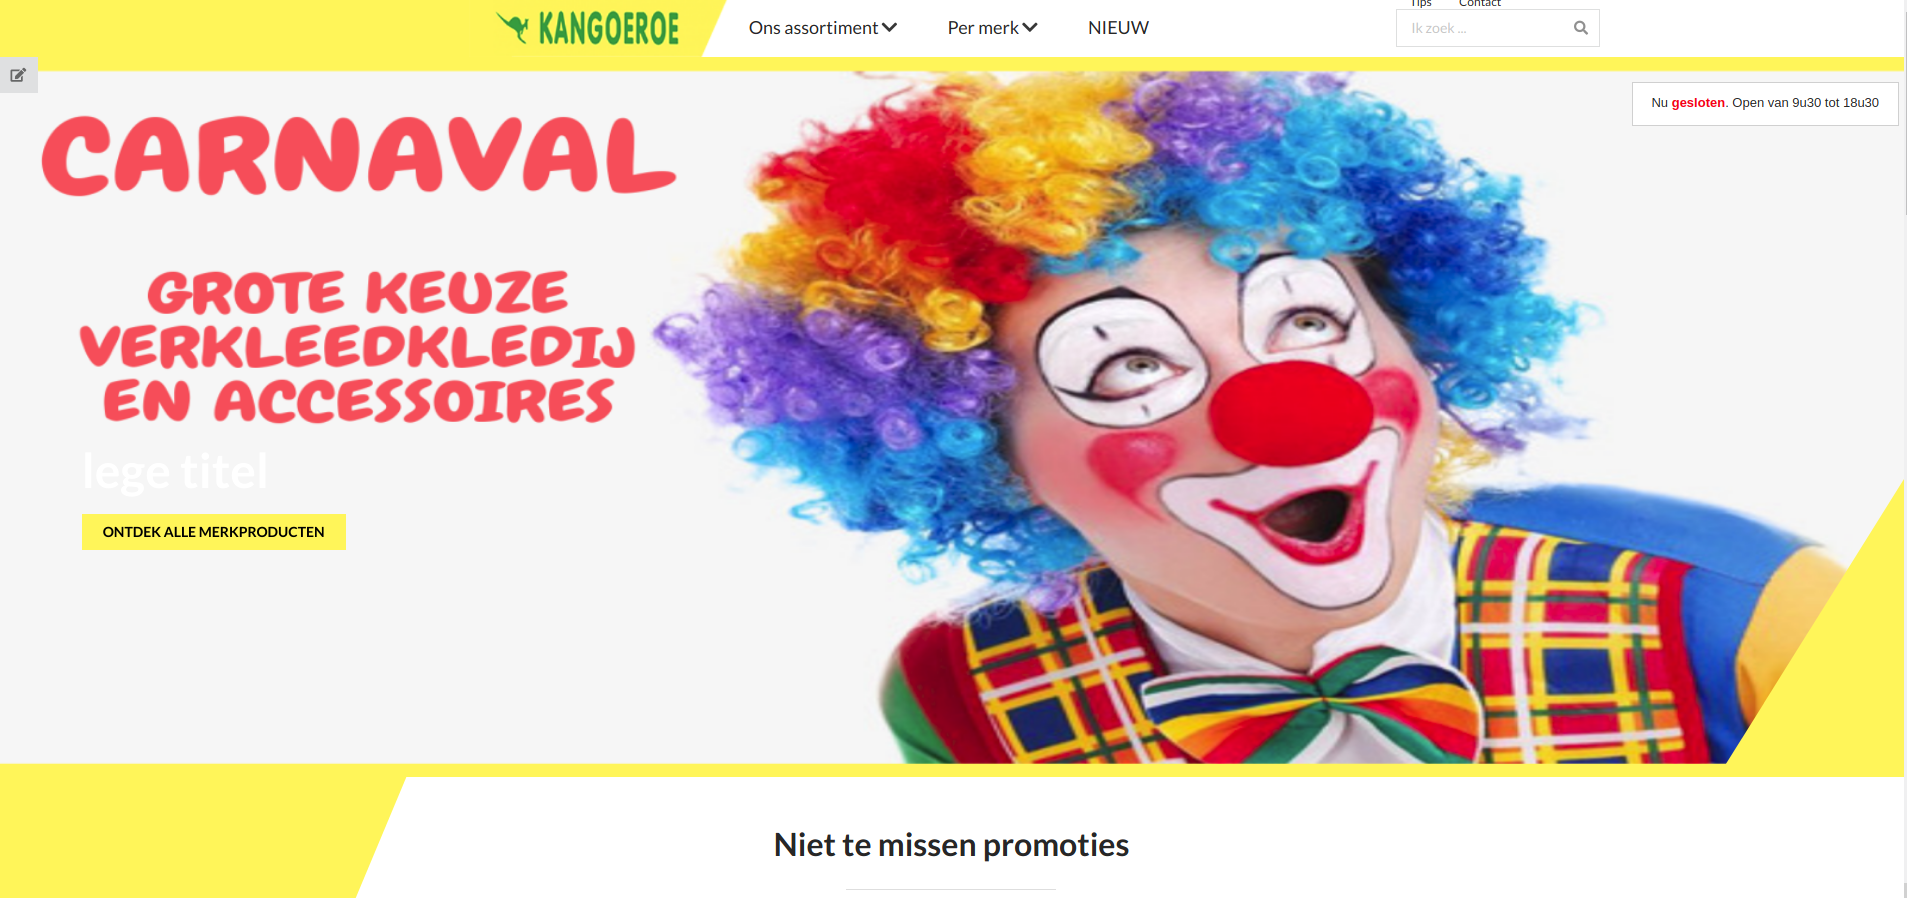 Tips Contact
KANGOEROE
Ons assortiment
Per merk
NIEUW
Ik zoek ...
Nu gesloten. Open van 9u30 tot 18u30
CARNAVAL
GROTE KEUZE
VERKLEEDKLEDIJ
EN ACCESSOIRES
lege titel
ONTDEK ALLE MERKPRODUCTEN
Niet te missen promoties